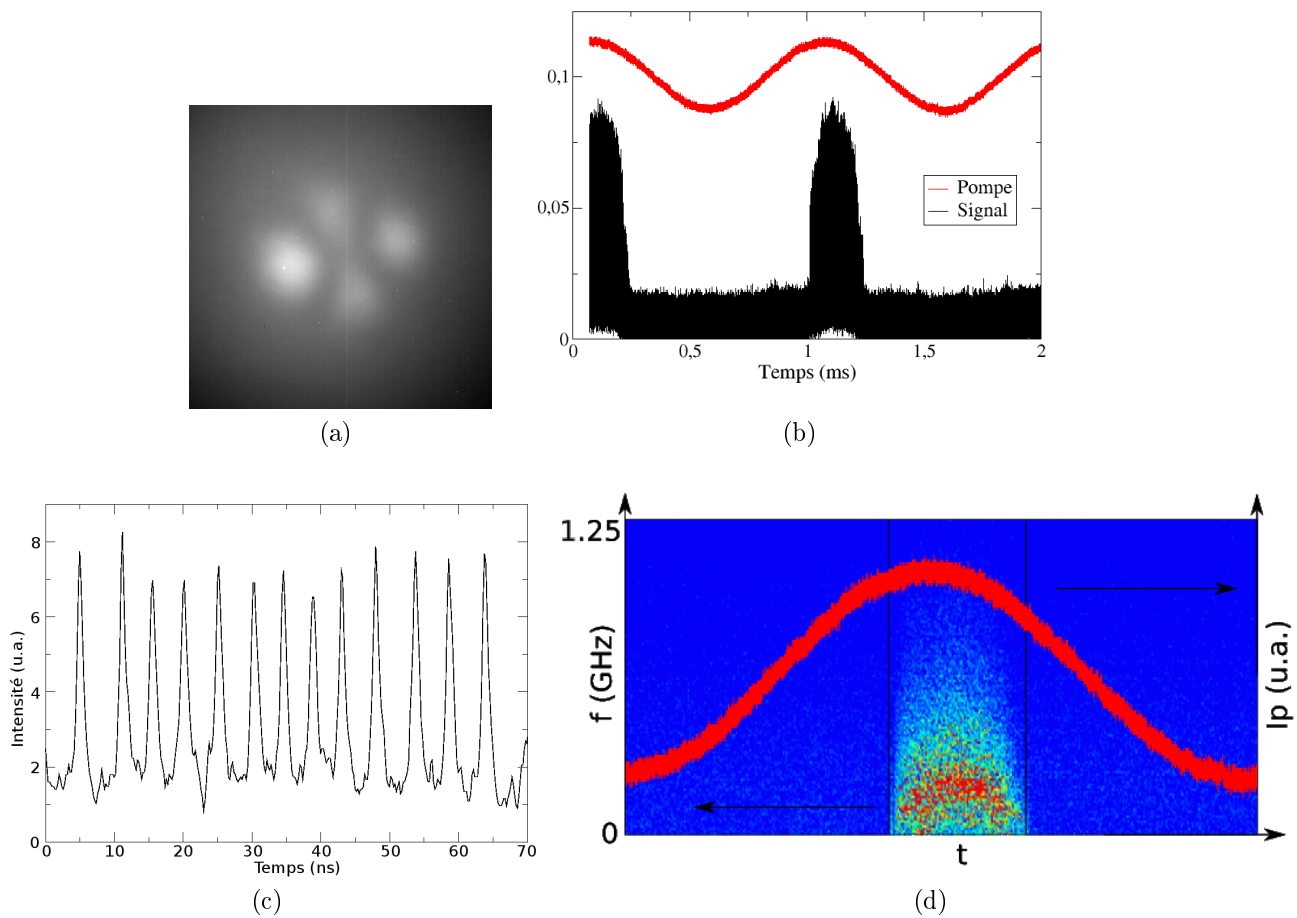 (a)
0,1
0,05
0
0
0,5
1
1,5
2
Temps (ms)
Pompe
Signal
(b)
8
6
4
2
0
Intensité (u.a.)
0
10
20
30
40
50
60
70
Temps (ns)
(c)
1.25
f (GHz)
0
t
Ip (u.a.)
(d)